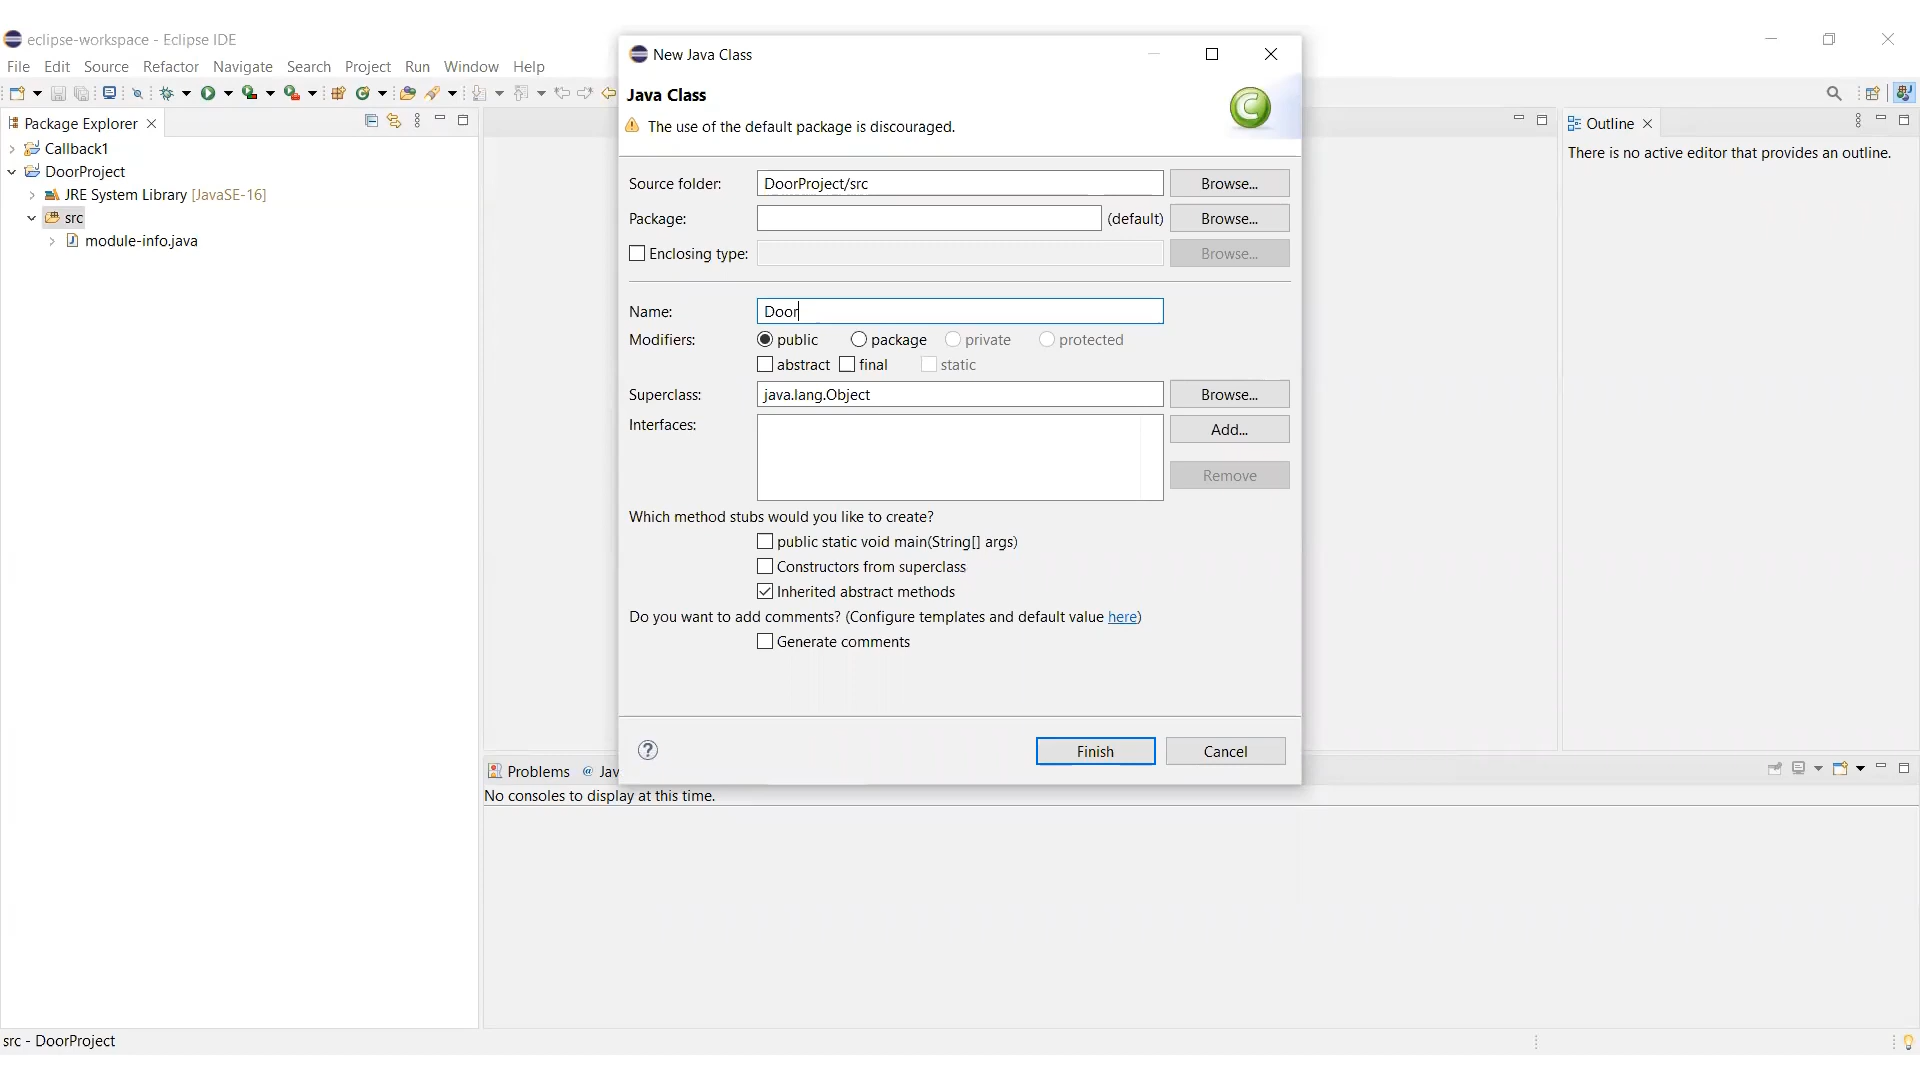 eclipse-workspace - Eclipse IDE
File Edit Source Refactor Navigate Search Project Run Window Help
Package Explorer
Callback1
DoorProject
JRE System Library [JavaSE-16]
src
module-info.java
New Java Class
Java Class
The use of the default package is discouraged.
Source folder: DoorProject/src Browse...
Package: (default) Browse...
Enclosing type: Browse...
Name: Door
Modifiers: public package private protected
abstract final static
Superclass: java.lang.Object Browse...
Interfaces: Add...
Remove
Which method stubs would you like to create?
public static void main(String[] args)
Constructors from superclass
Inherited abstract methods
Do you want to add comments? (Configure templates and default value here)
Generate comments
Finish Cancel
Outline
There is no active editor that provides an outline.
Problems @ Jav
No consoles to display at this time.
src - DoorProject